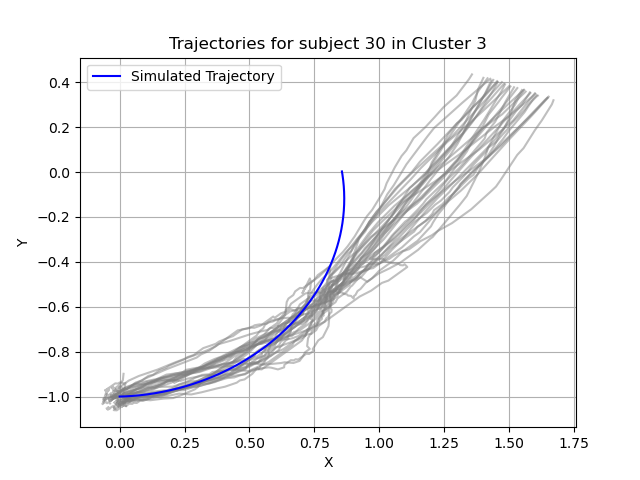 Trajectories for subject 30 in Cluster 3
Simulated Trajectory
Y
0.4
0.2
0.0
−0.2
−0.4
−0.6
−0.8
−1.0
0.00 0.25 0.50 0.75 1.00 1.25 1.50 1.75
X